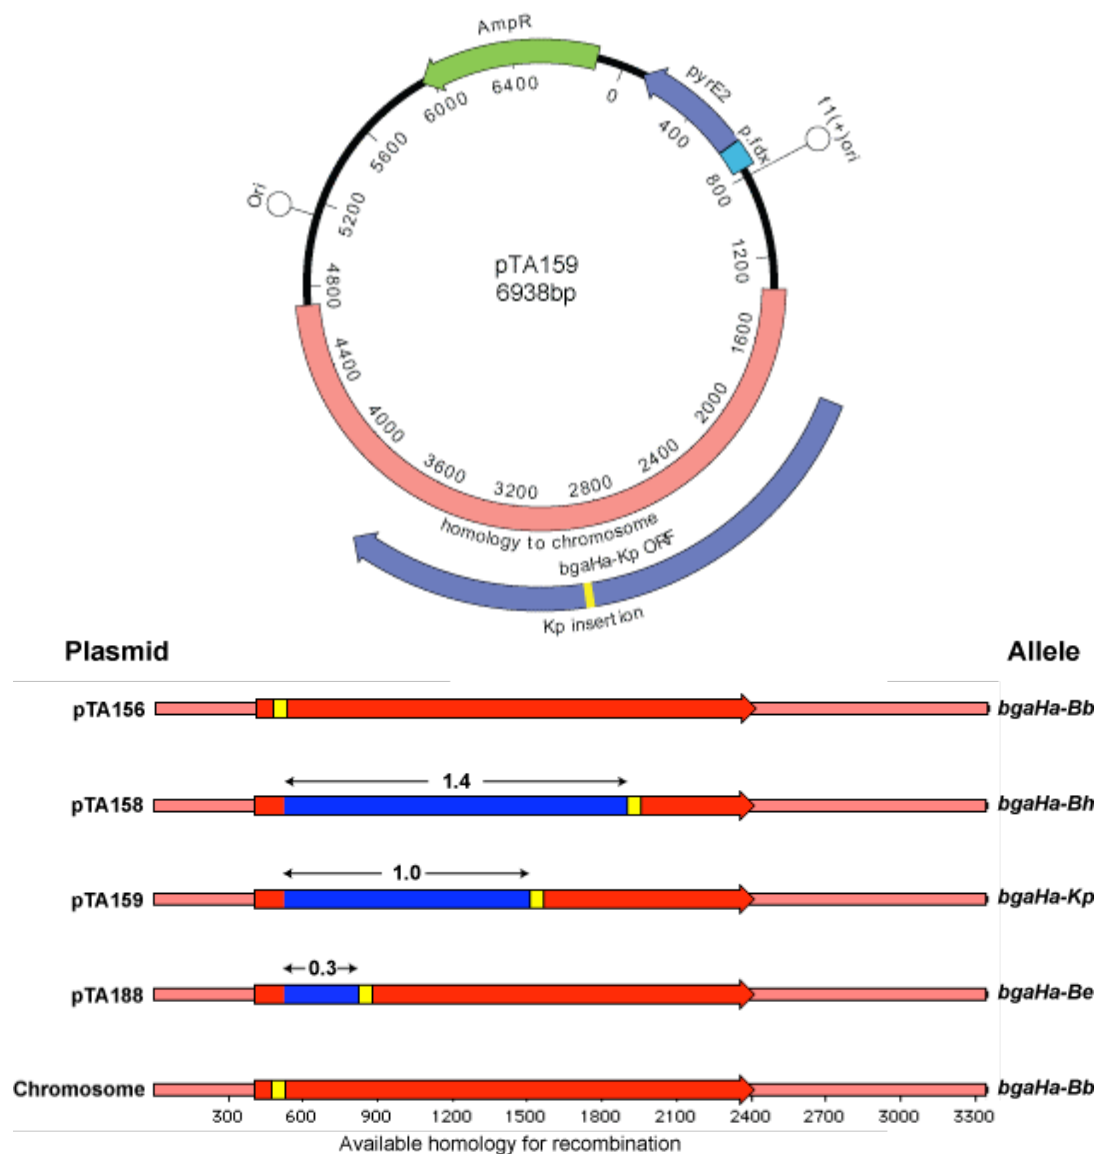 AmpR
pyrE2
p.fdx
f1(+)ori
Ori
0
400
800
1200
1600
2000
2400
2800
3200
3600
4000
4400
4800
5200
5600
6000
6400
pTA159
6938bp
homology to chromosome
bgaHa-Kp ORF
Kp insertion
Plasmid Allele
pTA156 bgaHa-Bb
1.4
pTA158 bgaHa-Bh
1.0
pTA159 bgaHa-Kp
0.3
pTA188 bgaHa-Be
Chromosome bgaHa-Bb
300 600 900 1200 1500 1800 2100 2400 2700 3000 3300
Available homology for recombination